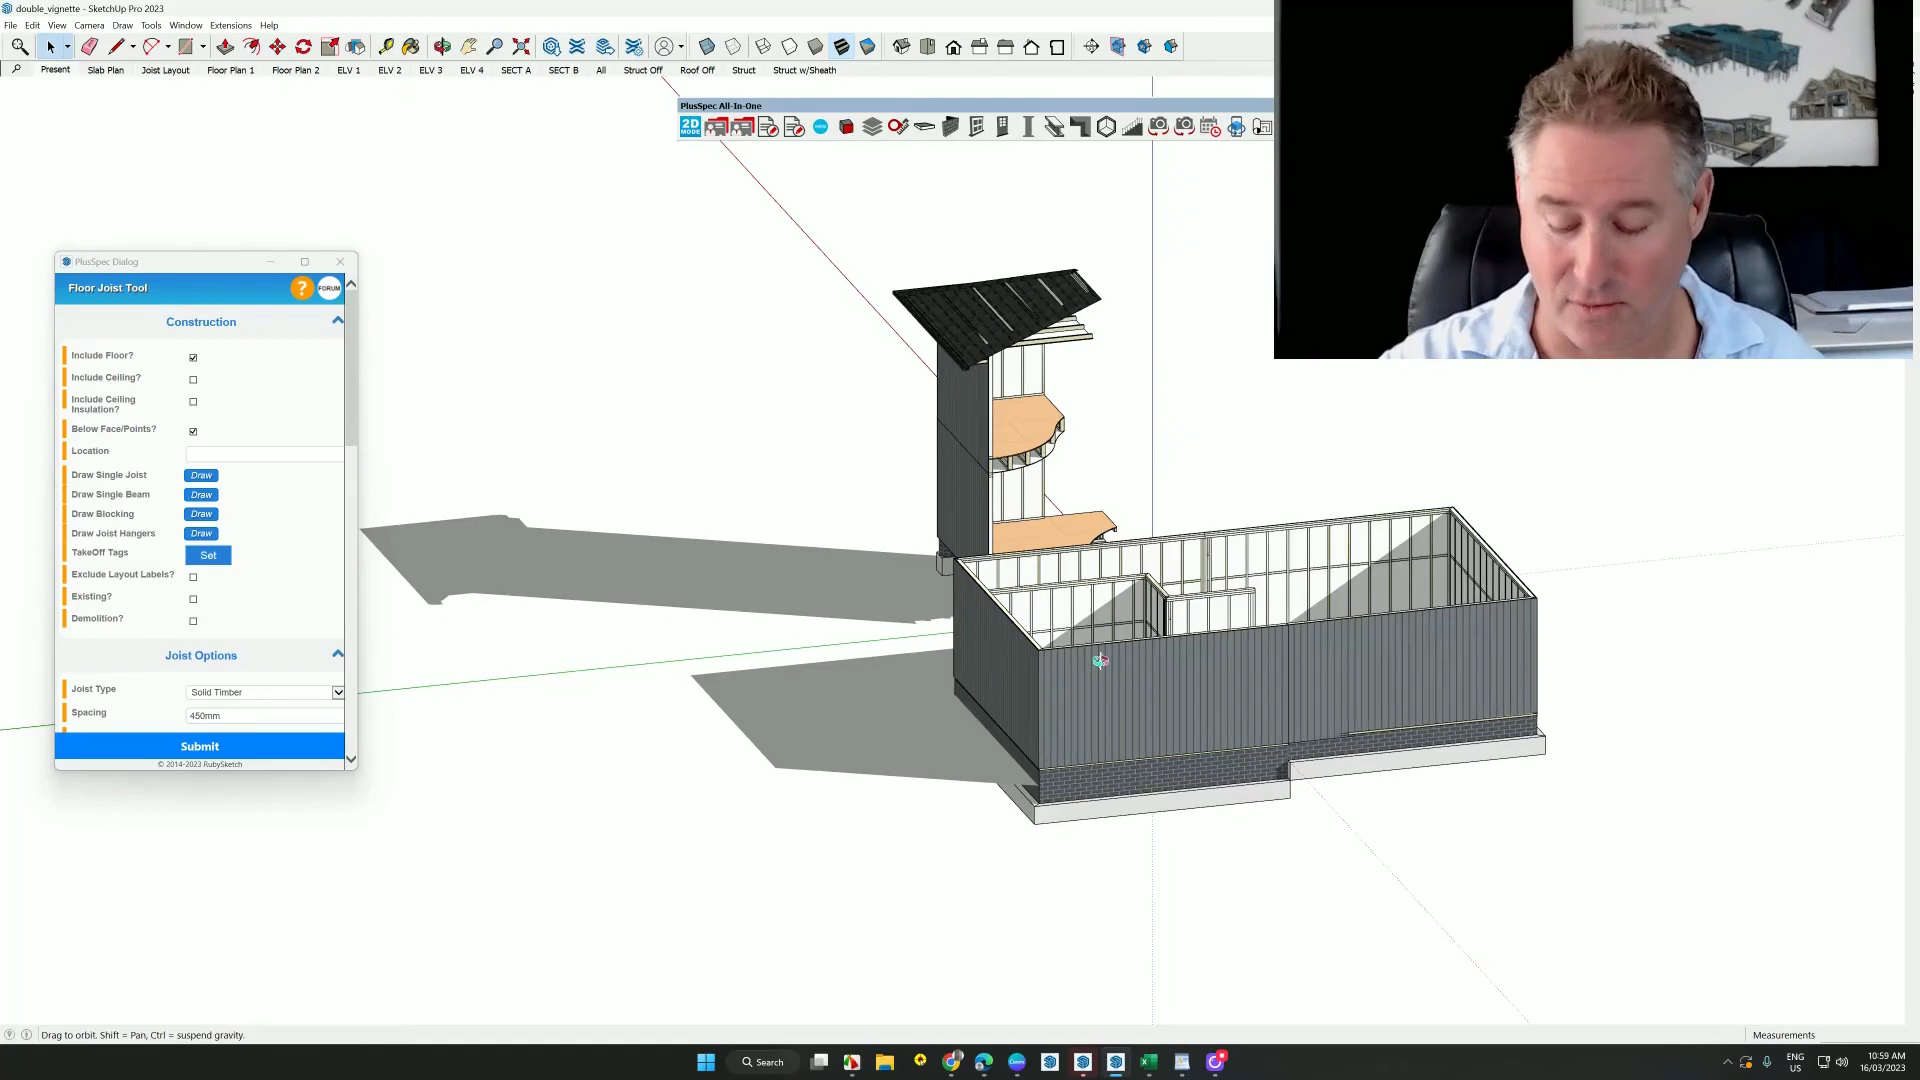 double_vignette - SketchUp Pro 2023
File Edit View Camera Draw Tools Window Extensions Help
Present Slab Plan Joist Layout Floor Plan 1 Floor Plan 2 ELV 1 ELV 2 ELV 3 ELV 4 SECT A SECT B All Struct Off Roof Off Struct Struct w/Sheath
PlusSpec All-In-One
2D MODE
PlusSpec Dialog
Floor Joist Tool ? FORUM
Construction
Include Floor?
Include Ceiling?
Include Ceiling
Insulation?
Below Face/Points?
Location
Draw Single Joist Draw
Draw Single Beam Draw
Draw Blocking Draw
Draw Joist Hangers Draw
TakeOff Tags Set
Exclude Layout Labels?
Existing?
Demolition?
Joist Options
Joist Type Solid Timber
Spacing 450mm
Submit
© 2014-2023 RubySketch
Drag to orbit. Shift = Pan, Ctrl = suspend gravity.
Measurements
Search
ENG
US
10:59 AM
16/03/2023